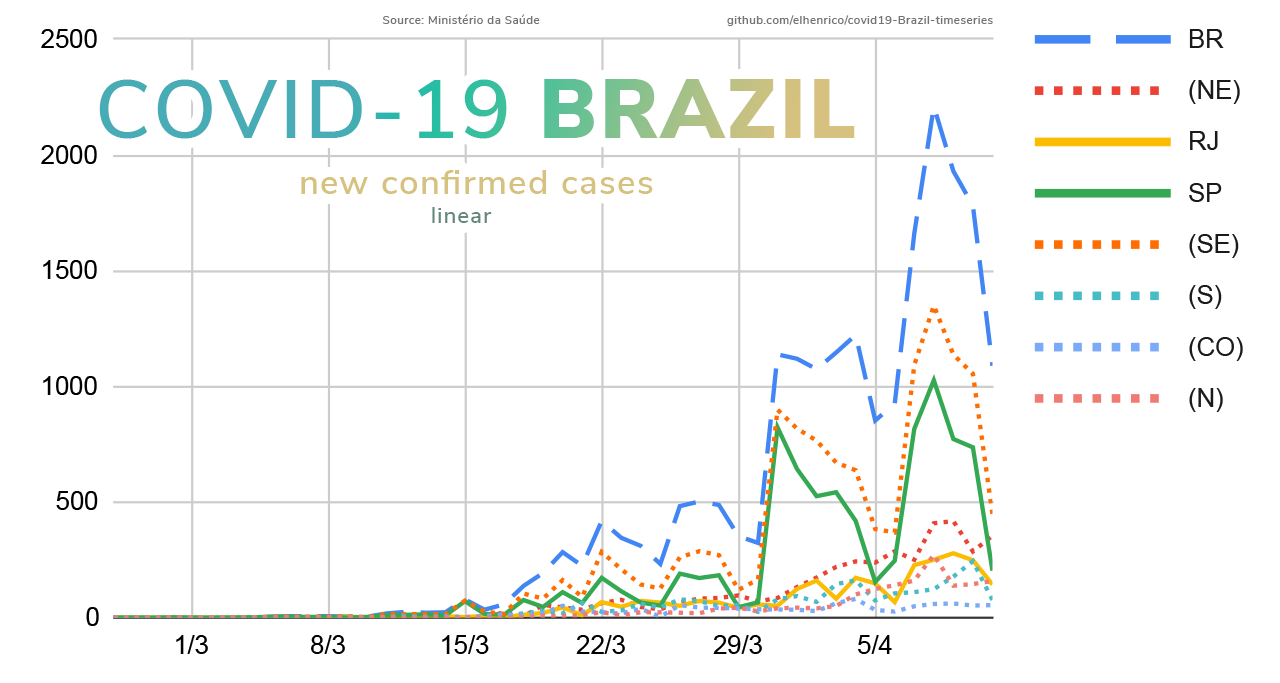 Source: Ministério da Saúde
github.com/elhenrico/covid19-Brazil-timeseries
COVID-19 BRAZIL
new confirmed cases
linear
2500
2000
1500
1000
500
0
1/3
8/3
15/3
22/3
29/3
5/4
BR
(NE)
RJ
SP
(SE)
(S)
(CO)
(N)